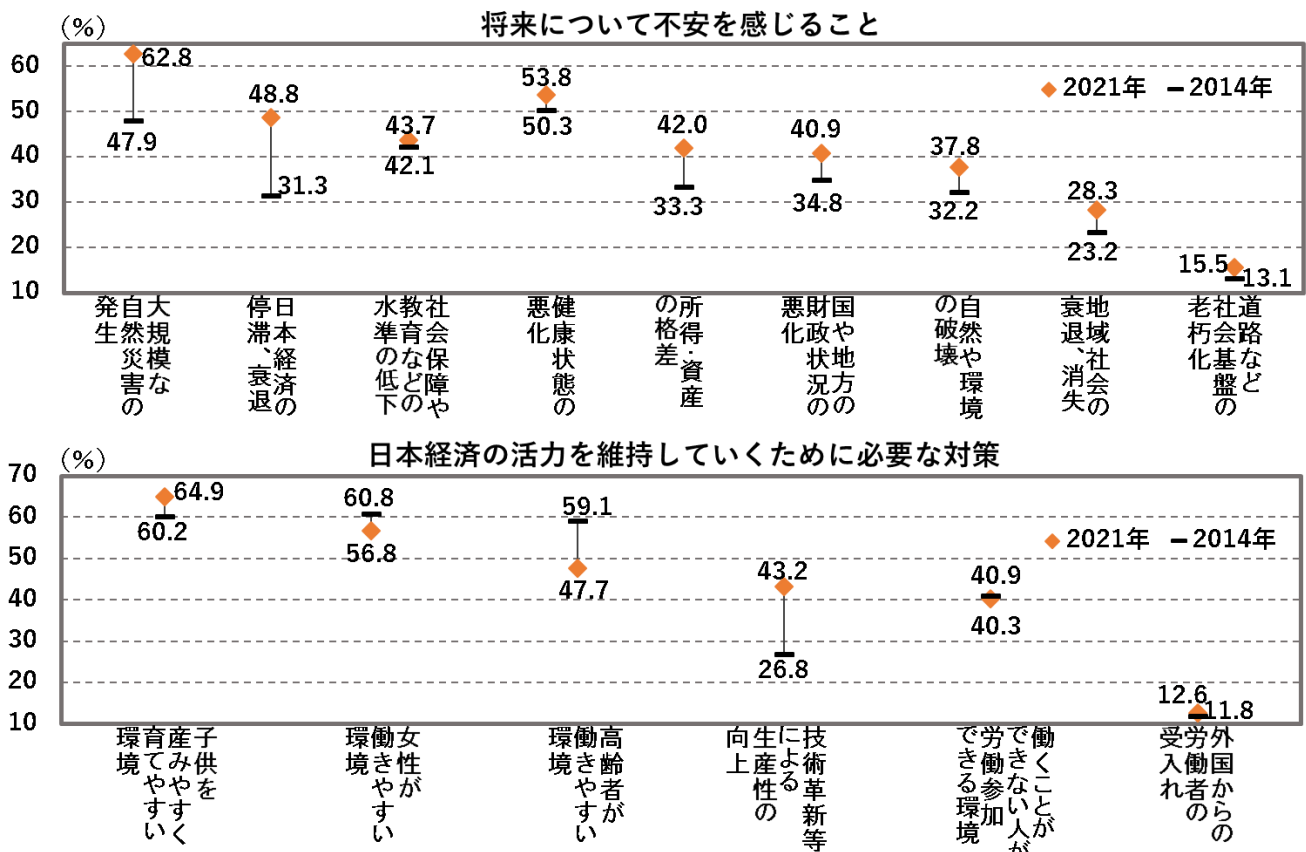 将来について不安を感じること
(%)
60
50
40
30
20
10
◆ 2021年 ー 2014年
62.8
47.9
48.8
31.3
43.7
42.1
53.8
50.3
42.0
33.3
40.9
34.8
37.8
32.2
28.3
23.2
15.5
13.1
大規模な
自然災害の
発生
日本経済の
停滞、衰退
社会保障や
教育などの
水準の低下
健康状態の
悪化
所得・資産
の格差
国や地方の
財政状況の
悪化
自然や環境
の破壊
地域社会の
衰退、消失
道路など
社会基盤の
老朽化
日本経済の活力を維持していくために必要な対策
(%)
70
60
50
40
30
20
10
◆ 2021年 ー 2014年
64.9
60.2
60.8
56.8
59.1
47.7
43.2
26.8
40.9
40.3
12.6
11.8
子供を
産みやすく
育てやすい
環境
女性が
働きやすい
環境
高齢者が
働きやすい
環境
技術革新等
による
生産性の
向上
働くことが
できない人が
労働参加
できる環境
外国からの
労働者の
受入れ